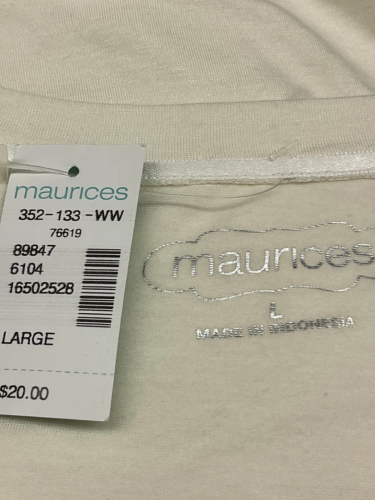 maurices
352-133-WW
76619
89847
6104
16502528
LARGE
$20.00
maurices
L
MADE IN INDONESIA